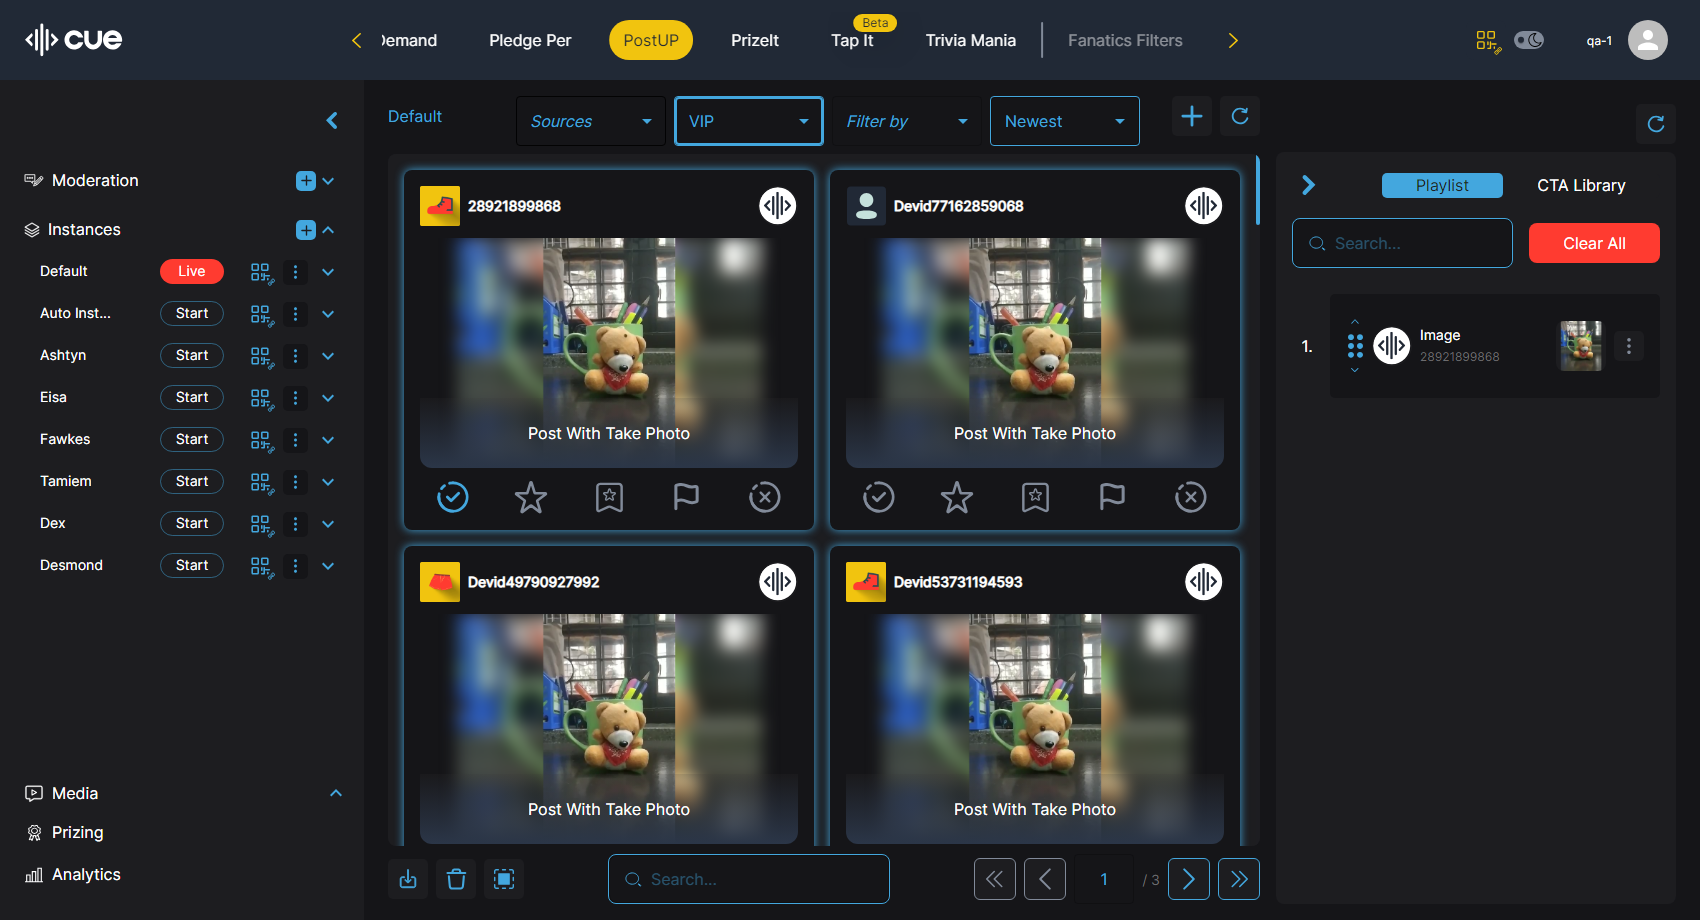 cue
Demand
Pledge Per
PostUP
PrizeIt
Beta
Tap It
Trivia Mania
Fanatics Filters
qa-1
Default
Sources
VIP
Filter by
Newest
Moderation
Instances
Default
Live
Auto Inst...
Start
Ashtyn
Start
Eisa
Start
Fawkes
Start
Tamiem
Start
Dex
Start
Desmond
Start
Media
Prizing
Analytics
28921899868
Post With Take Photo
Devid77162859068
Post With Take Photo
Devid49790927992
Post With Take Photo
Devid53731194593
Post With Take Photo
Search...
1
/ 3
Playlist
CTA Library
Search...
Clear All
1.
Image
28921899868